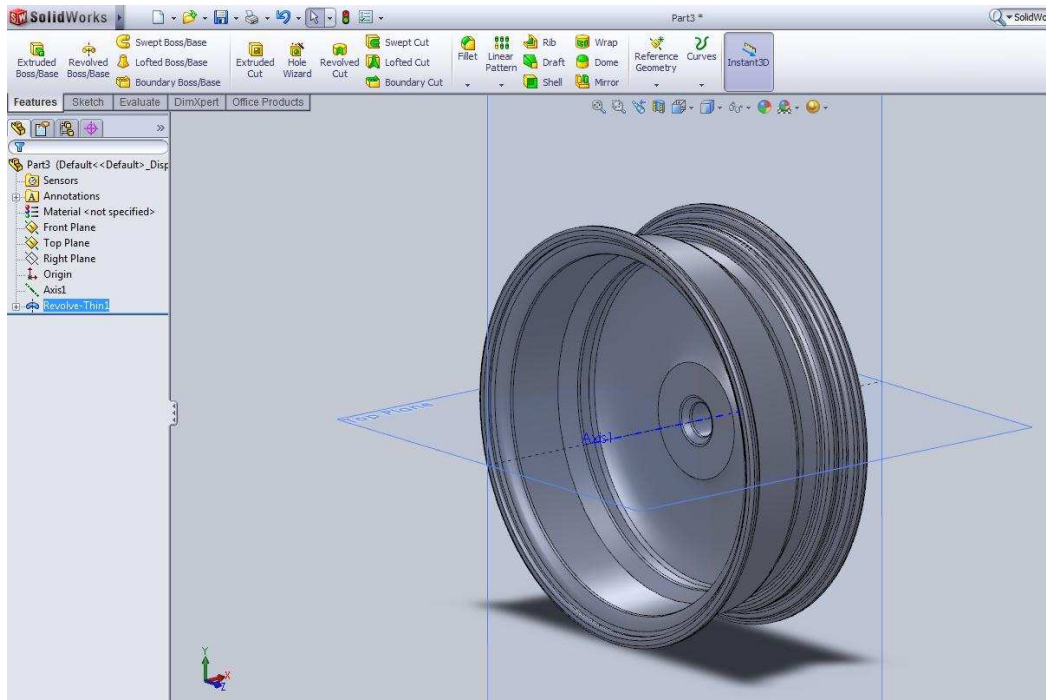 SolidWorks
Part3 *
SolidWo
Extruded Boss/Base
Revolved Boss/Base
Swept Boss/Base
Lofted Boss/Base
Boundary Boss/Base
Extruded Cut
Hole Wizard
Revolved Cut
Swept Cut
Lofted Cut
Boundary Cut
Fillet
Linear Pattern
Rib
Draft
Shell
Wrap
Dome
Mirror
Reference Geometry
Curves
Instant3D
Features Sketch Evaluate DimXpert Office Products
Part3 (Default<<Default>_Disp
Sensors
Annotations
Material <not specified>
Front Plane
Top Plane
Right Plane
Origin
Axis1
Revolve-Thin1
Top Plane
Axis1
Y
X
Z